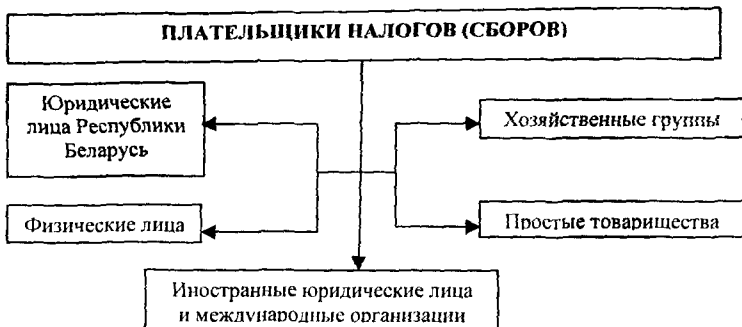 ПЛАТЕЛЬЩИКИ НАЛОГОВ (СБОРОВ)
Юридические
лица Республики
Беларусь
Хозяйственные группы
Физические лица
Простые товарищества
Иностранные юридические лица
и международные организации